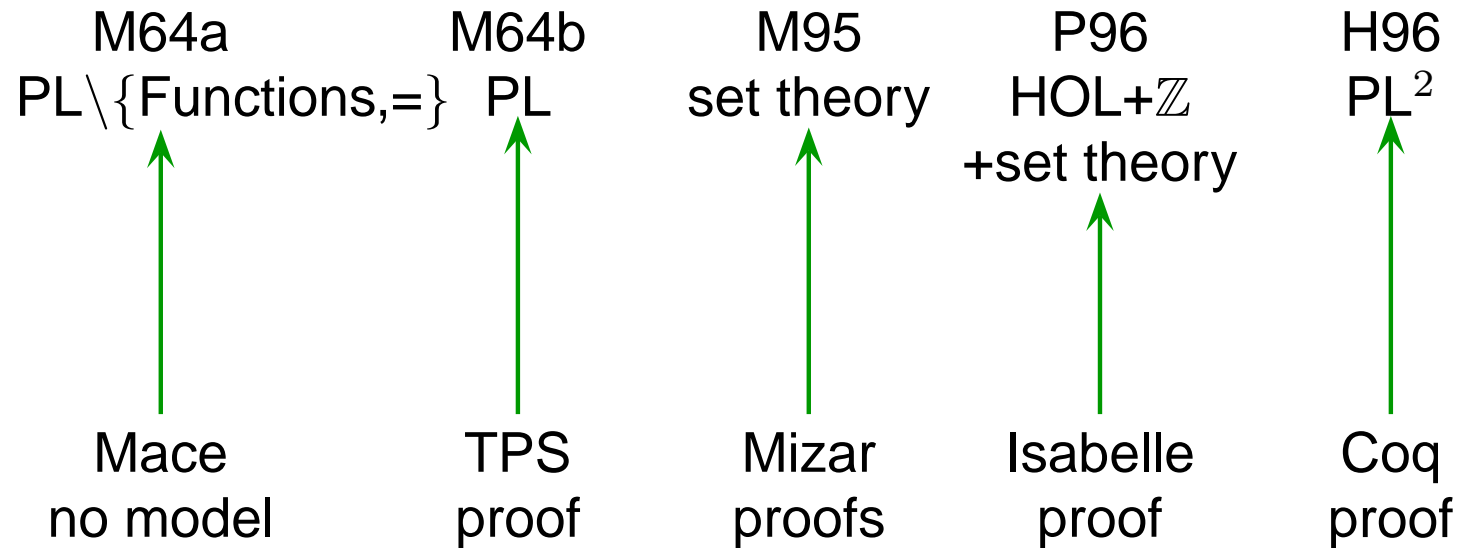 M64a M64b M95 P96 H96
PL\{Functions,=} PL set theory HOL+ℤ PL²
+set theory
Mace TPS Mizar Isabelle Coq
no model proof proofs proof proof